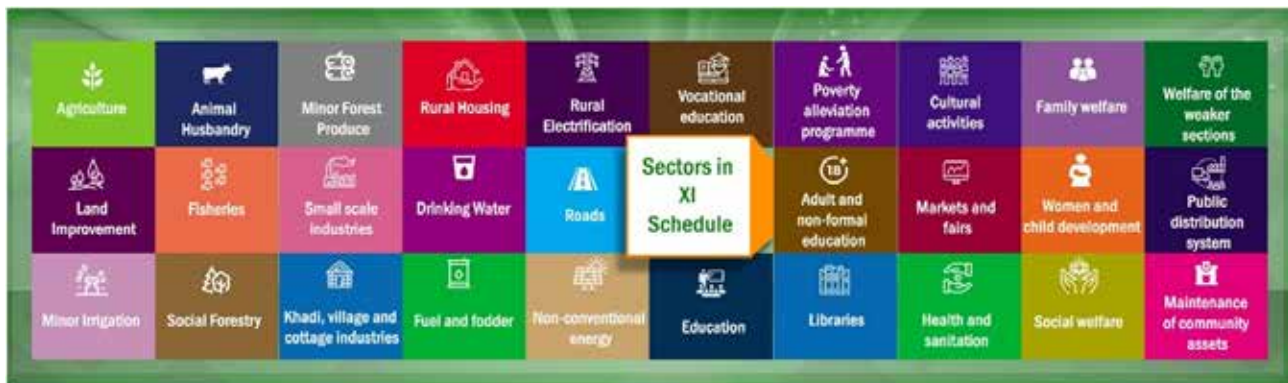 Agriculture
Animal
Husbandry
Minor Forest
Produce
Rural Housing
Rural
Electrification
Vocational
education
Poverty
alleviation
programme
Cultural
activities
Family welfare
Welfare of the
weaker
sections
Land
Improvement
Fisheries
Small scale
industries
Drinking Water
Roads
Sectors in
XI
Schedule
18+
Adult and
non-formal
education
Markets and
fairs
Women and
child development
Public
distribution
system
Minor Irrigation
Social Forestry
Khadi, village and
cottage industries
Fuel and fodder
Non-conventional
energy
Education
Libraries
Health and
sanitation
Social welfare
Maintenance
of community
assets